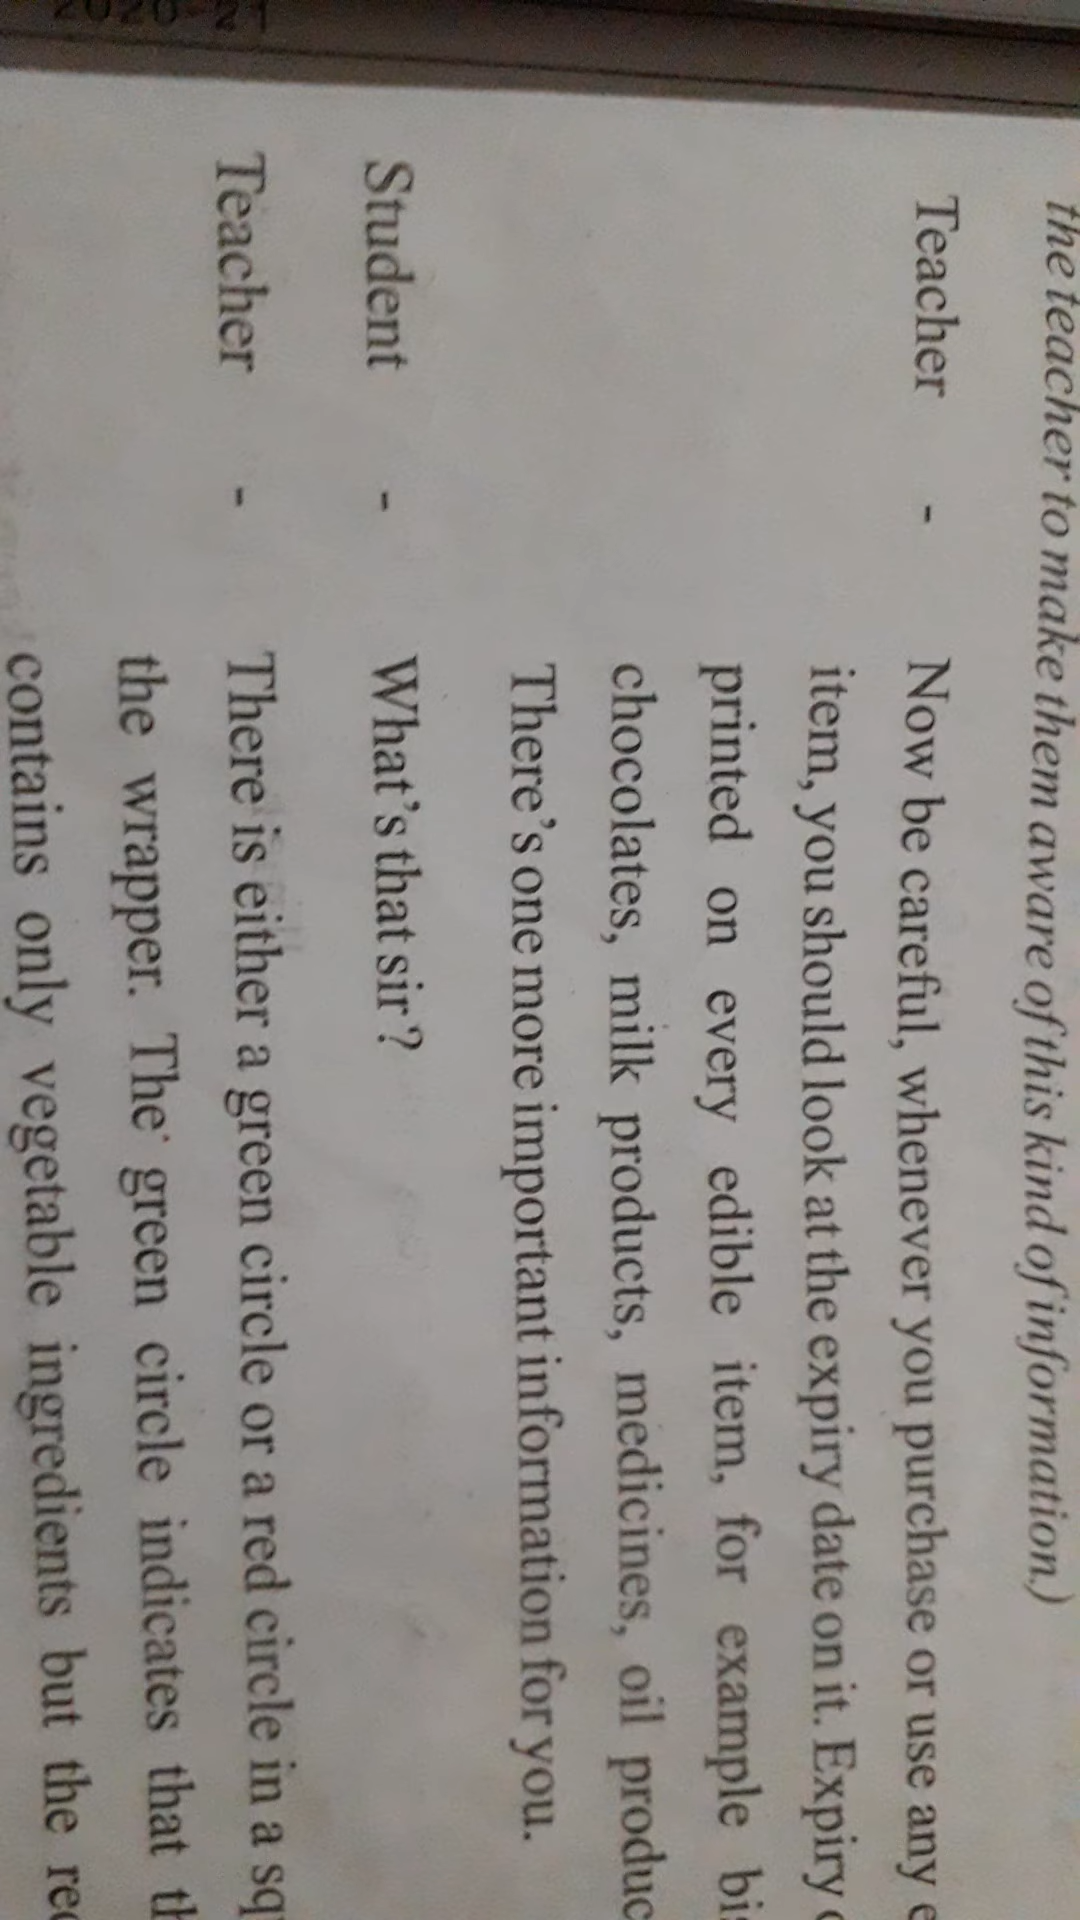 the teacher to make them aware of this kind of information.)
Teacher - Now be careful, whenever you purchase or use any
item, you should look at the expiry date on it. Expiry
printed on every edible item, for example
chocolates, milk products, medicines, oil
There's one more important information for you.
Student - What's that sir?
Teacher - There is either a green circle or a red circle in a
the wrapper. The green circle indicates that
contains only vegetable ingredients but the